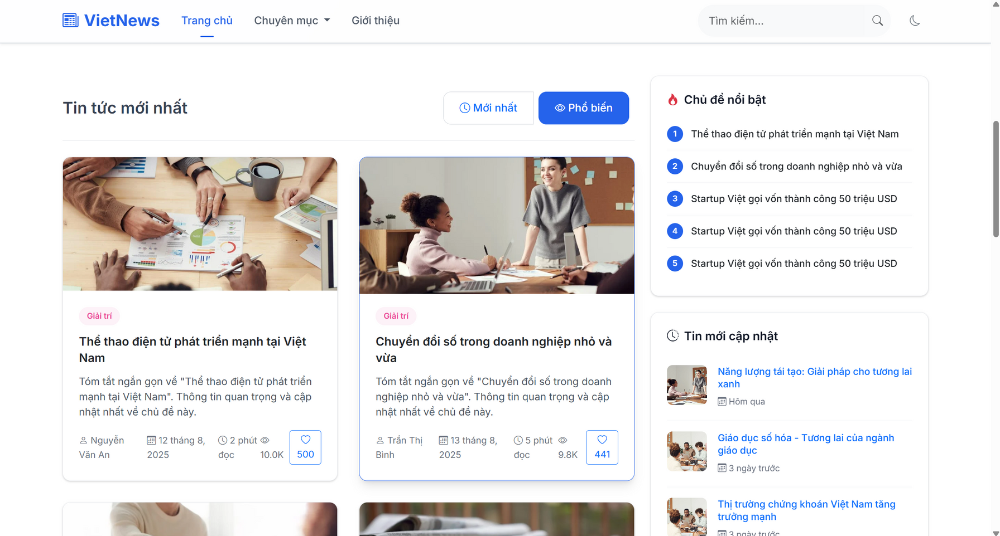 VietNews
Trang chủ
Chuyên mục
Giới thiệu
Tìm kiếm...
Tin tức mới nhất
Mới nhất
Phổ biến
Giải trí
Thể thao điện tử phát triển mạnh tại Việt
Nam
Tóm tắt ngắn gọn về "Thể thao điện tử phát triển
mạnh tại Việt Nam". Thông tin quan trọng và cập
nhật nhất về chủ đề này.
Nguyễn
Văn An
12 tháng 8,
2025
2 phút
đọc
10.0K
500
Giải trí
Chuyển đổi số trong doanh nghiệp nhỏ và
vừa
Tóm tắt ngắn gọn về "Chuyển đổi số trong doanh
nghiệp nhỏ và vừa". Thông tin quan trọng và cập
nhật nhất về chủ đề này.
Trần Thị
Bình
13 tháng 8,
2025
5 phút
đọc
9.8K
441
Chủ đề nổi bật
1 Thể thao điện tử phát triển mạnh tại Việt Nam
2 Chuyển đổi số trong doanh nghiệp nhỏ và vừa
3 Startup Việt gọi vốn thành công 50 triệu USD
4 Startup Việt gọi vốn thành công 50 triệu USD
5 Startup Việt gọi vốn thành công 50 triệu USD
Tin mới cập nhật
Năng lượng tái tạo: Giải pháp cho tương lai
xanh
Hôm qua
Giáo dục số hóa - Tương lai của ngành
giáo dục
3 ngày trước
Thị trường chứng khoán Việt Nam tăng
trưởng mạnh
3 ngày trước